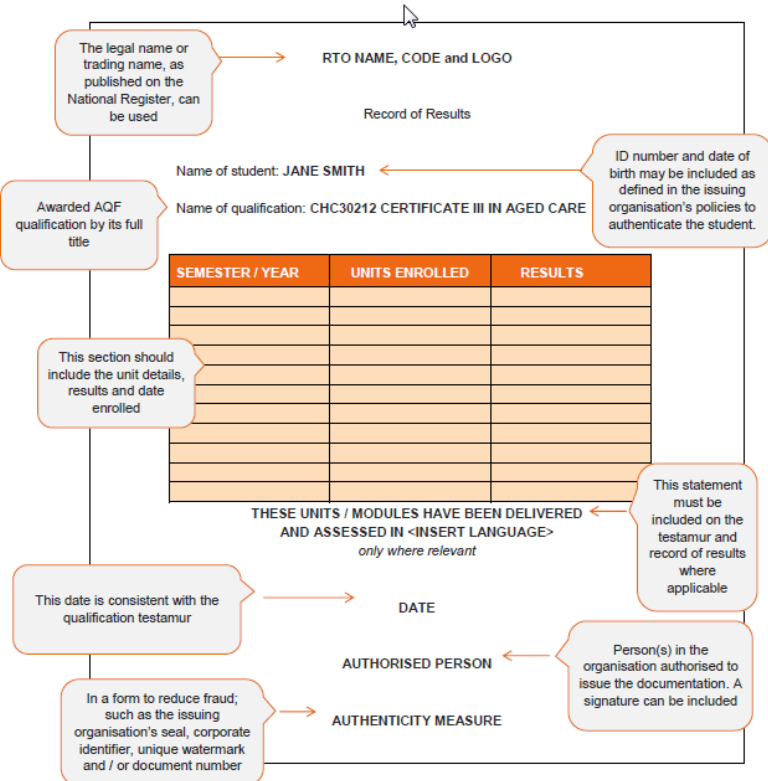 The legal name or
trading name, as
published on the
National Register, can
be used
RTO NAME, CODE and LOGO
Record of Results
Name of student: JANE SMITH
ID number and date of
birth may be included as
defined in the issuing
organisation's policies to
authenticate the student.
Awarded AQF
qualification by its full
title
Name of qualification: CHC30212 CERTIFICATE III IN AGED CARE
SEMESTER / YEAR UNITS ENROLLED RESULTS
This section should
include the unit details,
results and date
enrolled
THESE UNITS / MODULES HAVE BEEN DELIVERED
AND ASSESSED IN <INSERT LANGUAGE>
only where relevant
This statement
must be
included on the
testamur and
record of results
where
applicable
This date is consistent with the
qualification testamur
DATE
AUTHORISED PERSON
Person(s) in the
organisation authorised to
issue the documentation. A
signature can be included
In a form to reduce fraud;
such as the issuing
organisation's seal, corporate
identifier, unique watermark
and / or document number
AUTHENTICITY MEASURE